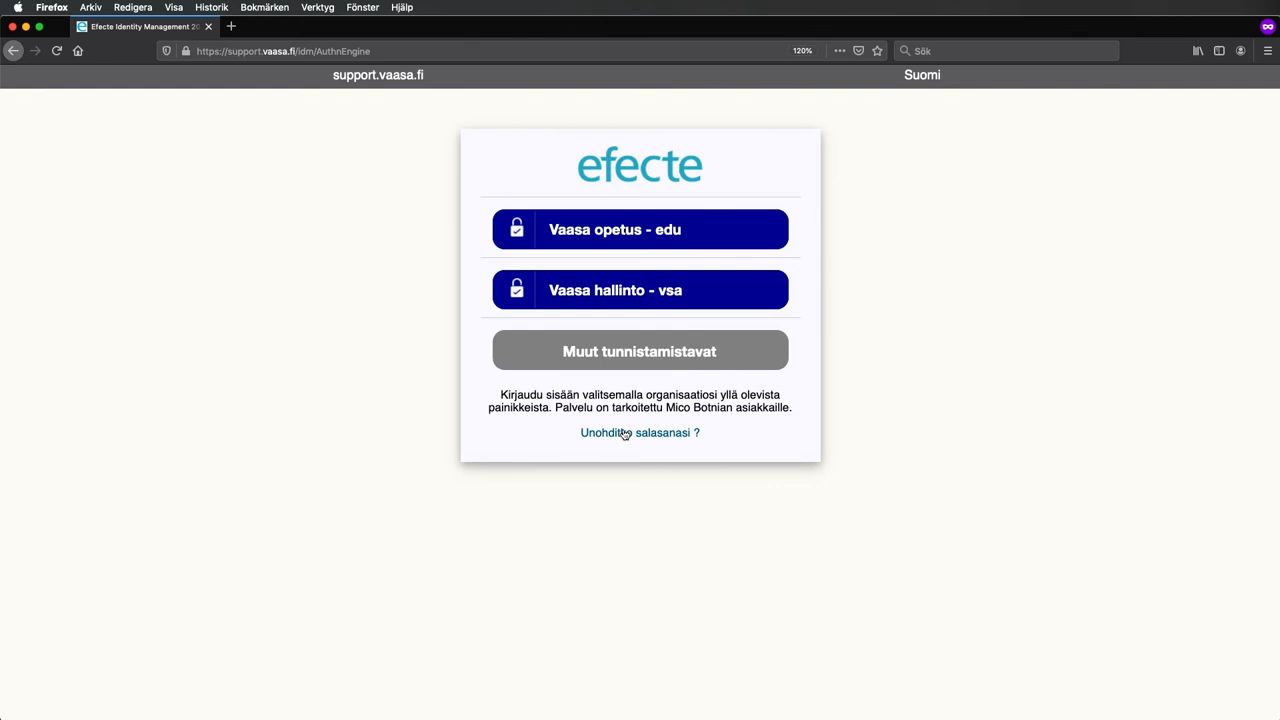 Firefox Arkiv Redigera Visa Historik Bokmärken Verktyg Fönster Hjälp
Efecte Identity Management 20
https://support.vaasa.fi/idm/AuthnEngine 120% Sök
support.vaasa.fi Suomi
efecte
Vaasa opetus - edu
Vaasa hallinto - vsa
Muut tunnistamistavat
Kirjaudu sisään valitsemalla organisaatiosi yllä olevista
painikkeista. Palvelu on tarkoitettu Mico Botnian asiakkaille.
Unohditko salasanasi ?